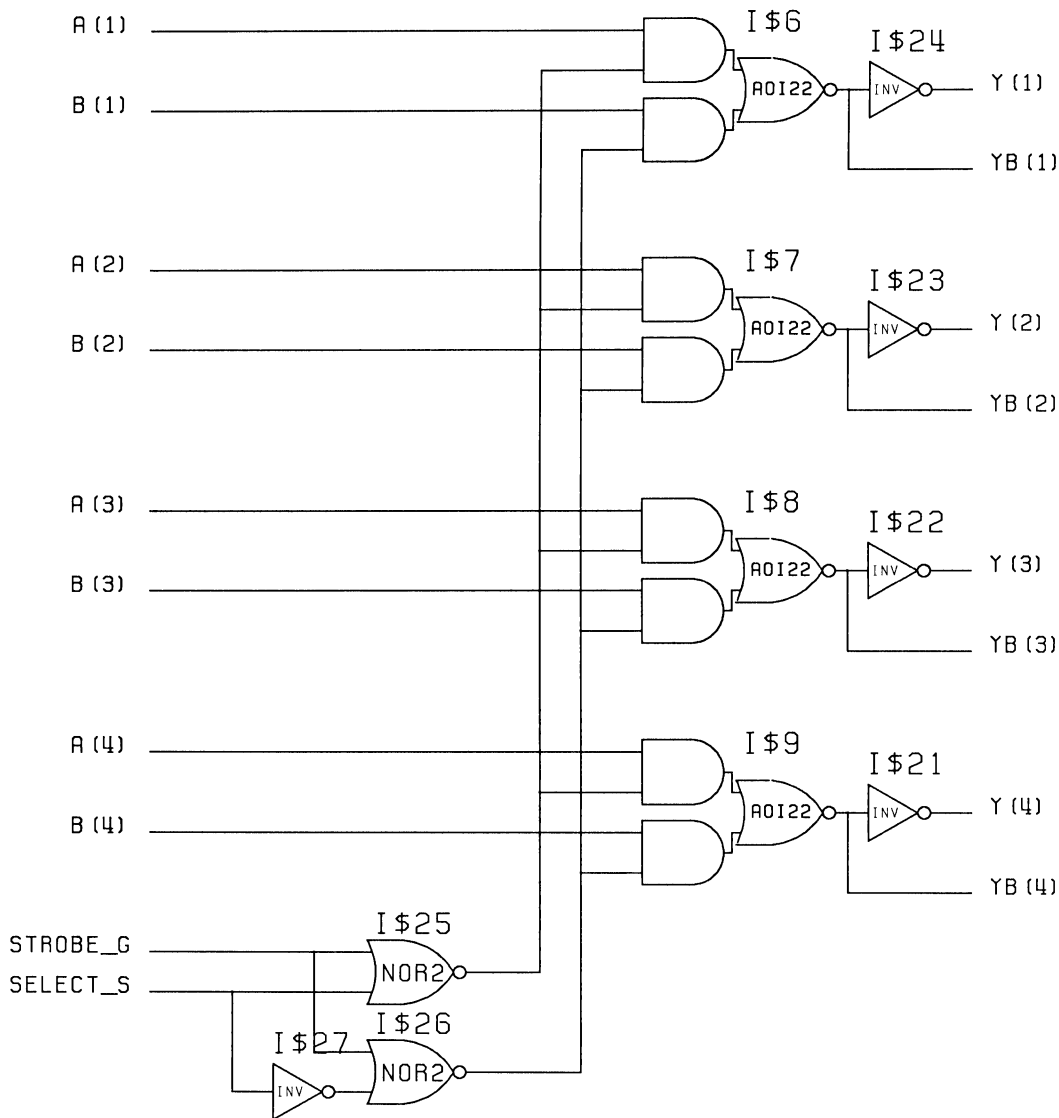 I$6
A(1)
I$24
AOI22
INV
Y(1)
B(1)
YB(1)
I$7
A(2)
I$23
AOI22
INV
Y(2)
B(2)
YB(2)
I$8
A(3)
I$22
AOI22
INV
Y(3)
B(3)
YB(3)
I$9
A(4)
I$21
AOI22
INV
Y(4)
B(4)
YB(4)
I$25
STROBE_G
NOR2
SELECT_S
I$26
I$27
NOR2
INV